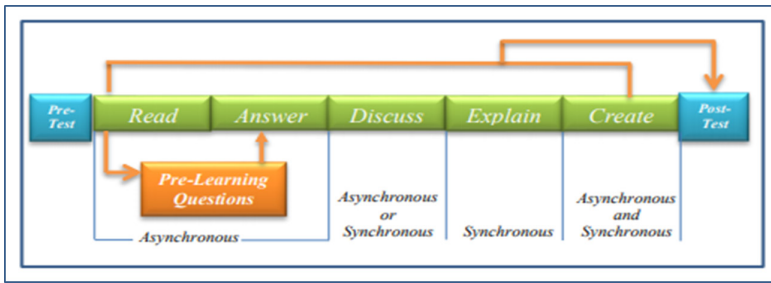 Pre-
Test
Read
Answer
Discuss
Explain
Create
Post-
Test
Pre-Learning
Questions
Asynchronous
Asynchronous
or
Synchronous
Synchronous
Asynchronous
and
Synchronous